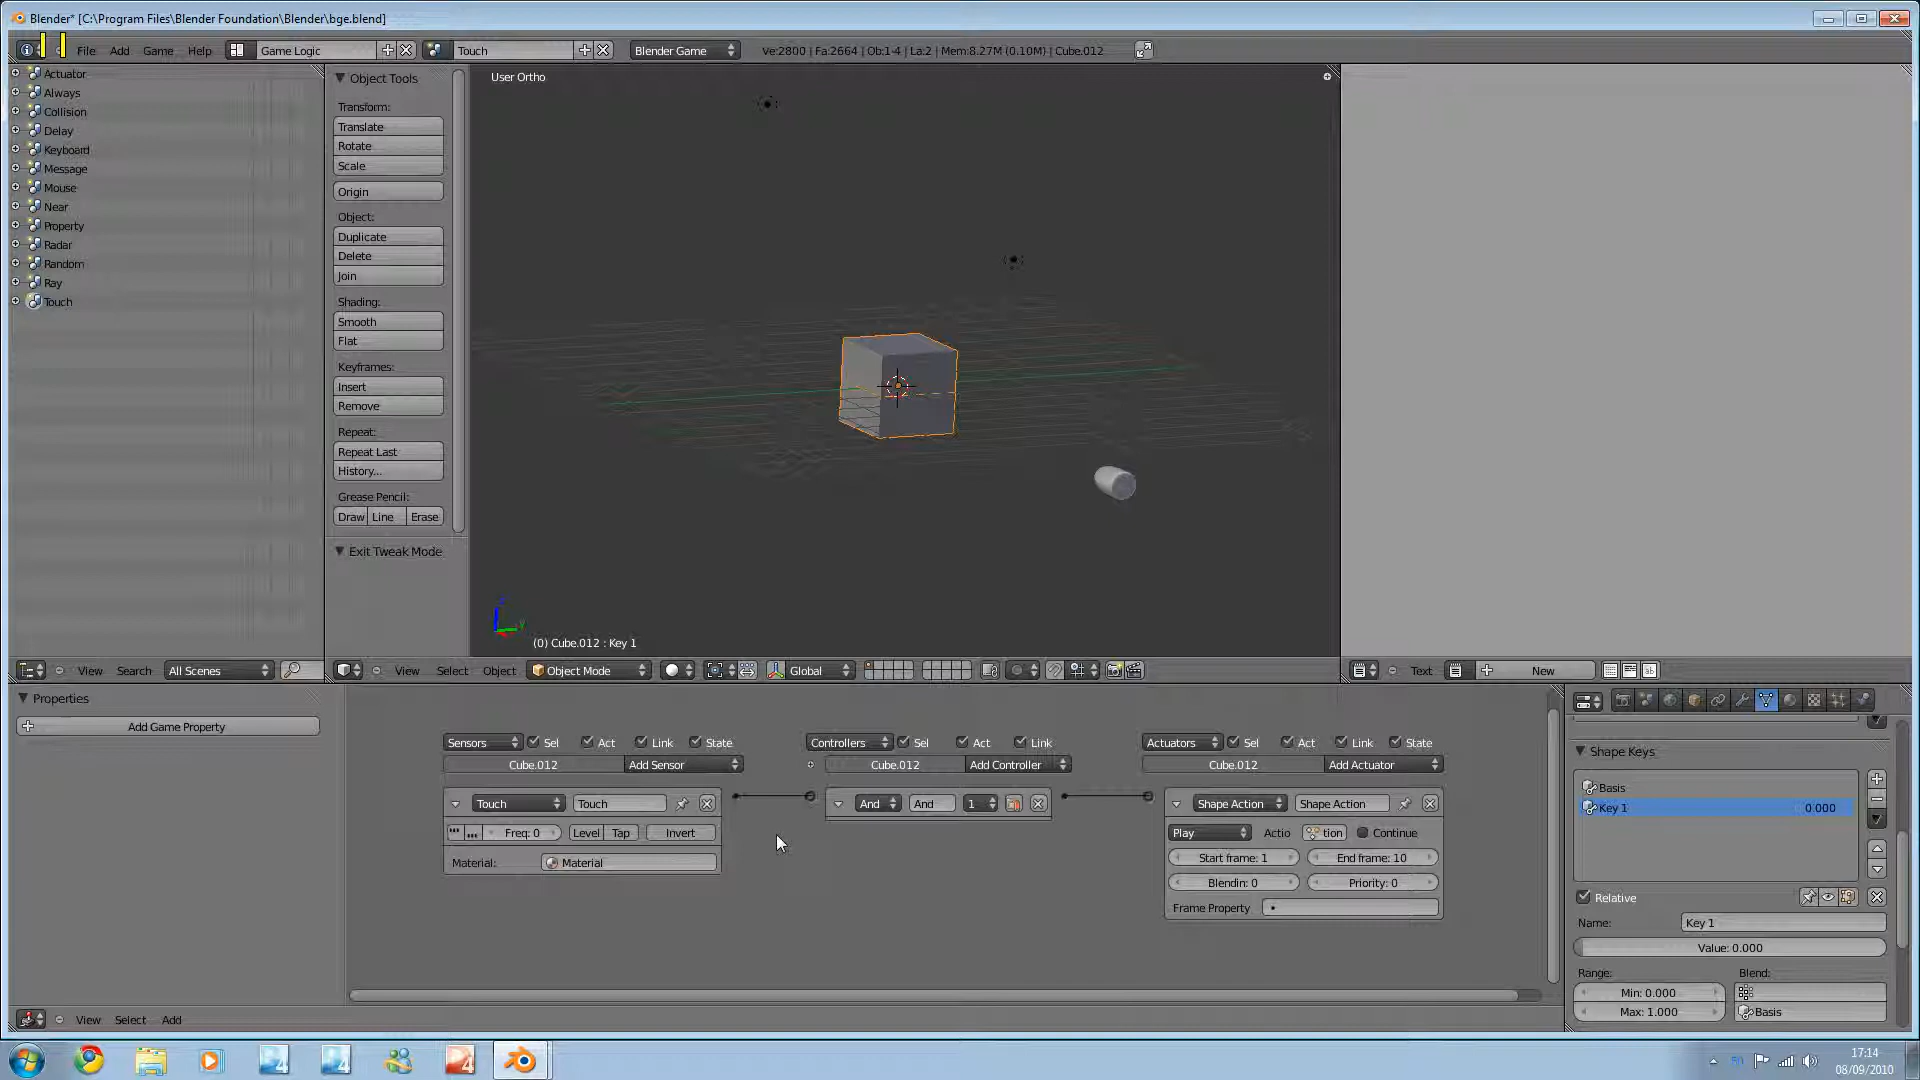 Blender* [C:\Program Files\Blender Foundation\Blender\bge.blend]
File Add Game Help Game Logic Touch Blender Game Ve:2800 | Fa:2664 | Ob:1-4 | La:2 | Mem:8.27M (0.10M) | Cube.012
Actuator
Always
Collision
Delay
Keyboard
Message
Mouse
Near
Property
Radar
Random
Ray
Touch
Object Tools
Transform:
Translate
Rotate
Scale
Origin
Object:
Duplicate
Delete
Join
Shading:
Smooth
Flat
Keyframes:
Insert
Remove
Repeat:
Repeat Last
History...
Grease Pencil:
Draw Line Erase
Exit Tweak Mode
User Ortho
(0) Cube.012 : Key 1
View Search All Scenes
View Select Object Object Mode Global
Text New
Properties
Add Game Property
Sensors Sel Act Link State
Cube.012 Add Sensor
Touch Touch
Freq: 0 Level Tap Invert
Material: Material
Controllers Sel Act Link
Cube.012 Add Controller
And And 1
Actuators Sel Act Link State
Cube.012 Add Actuator
Shape Action Shape Action
Play Actio tion Continue
Start frame: 1 End frame: 10
Blendin: 0 Priority: 0
Frame Property
Shape Keys
Basis
Key 1 0.000
Relative
Name: Key 1
Value: 0.000
Range: Blend:
Min: 0.000
Max: 1.000 Basis
View Select Add
17:14
08/09/2010